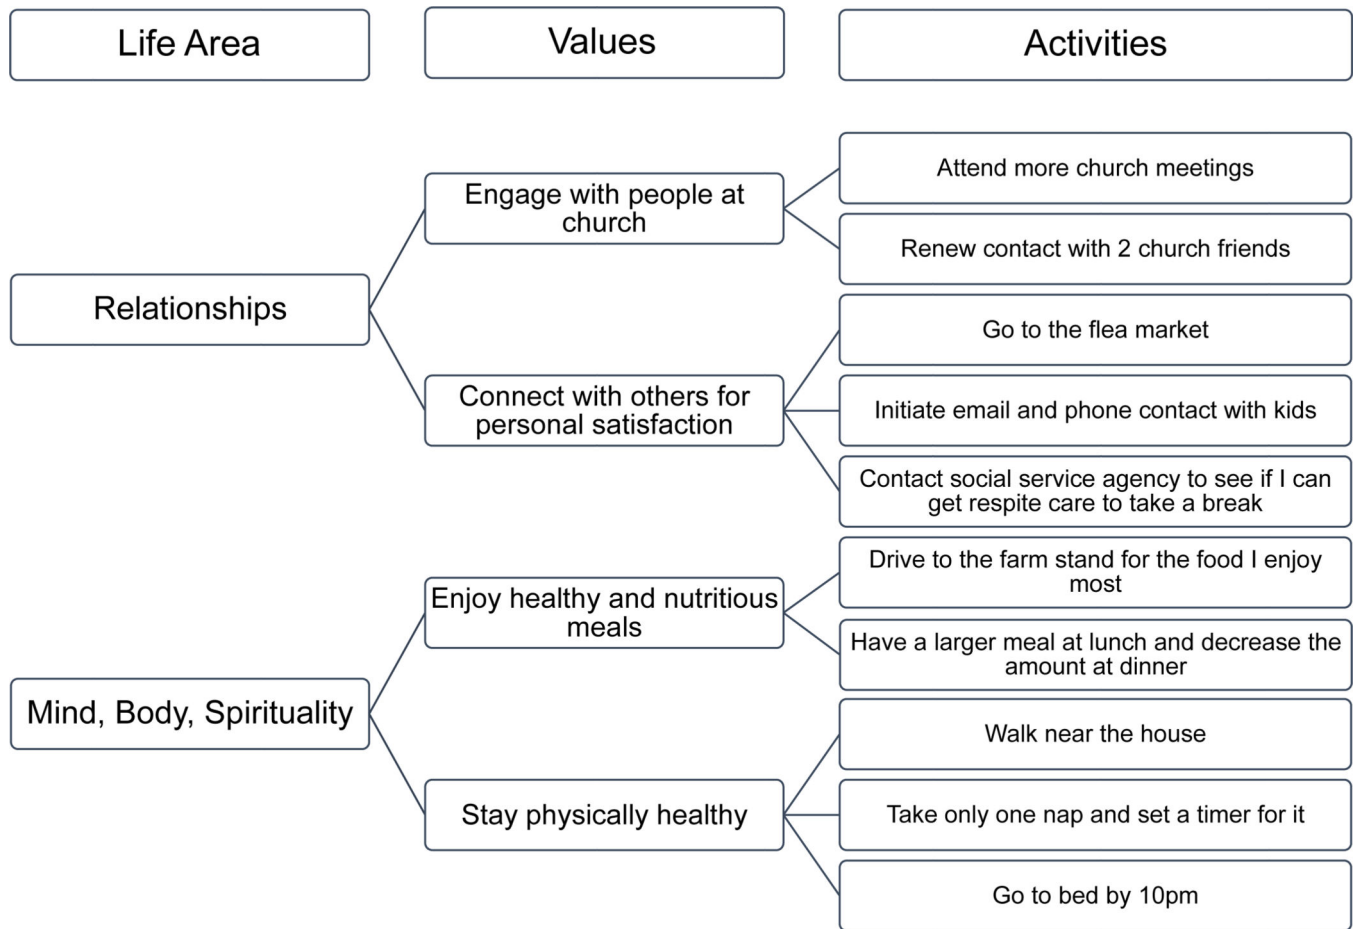 Life Area
Values
Activities
Relationships
Engage with people at
church
Attend more church meetings
Renew contact with 2 church friends
Connect with others for
personal satisfaction
Go to the flea market
Initiate email and phone contact with kids
Contact social service agency to see if I can
get respite care to take a break
Mind, Body, Spirituality
Enjoy healthy and nutritious
meals
Drive to the farm stand for the food I enjoy
most
Have a larger meal at lunch and decrease the
amount at dinner
Stay physically healthy
Walk near the house
Take only one nap and set a timer for it
Go to bed by 10pm